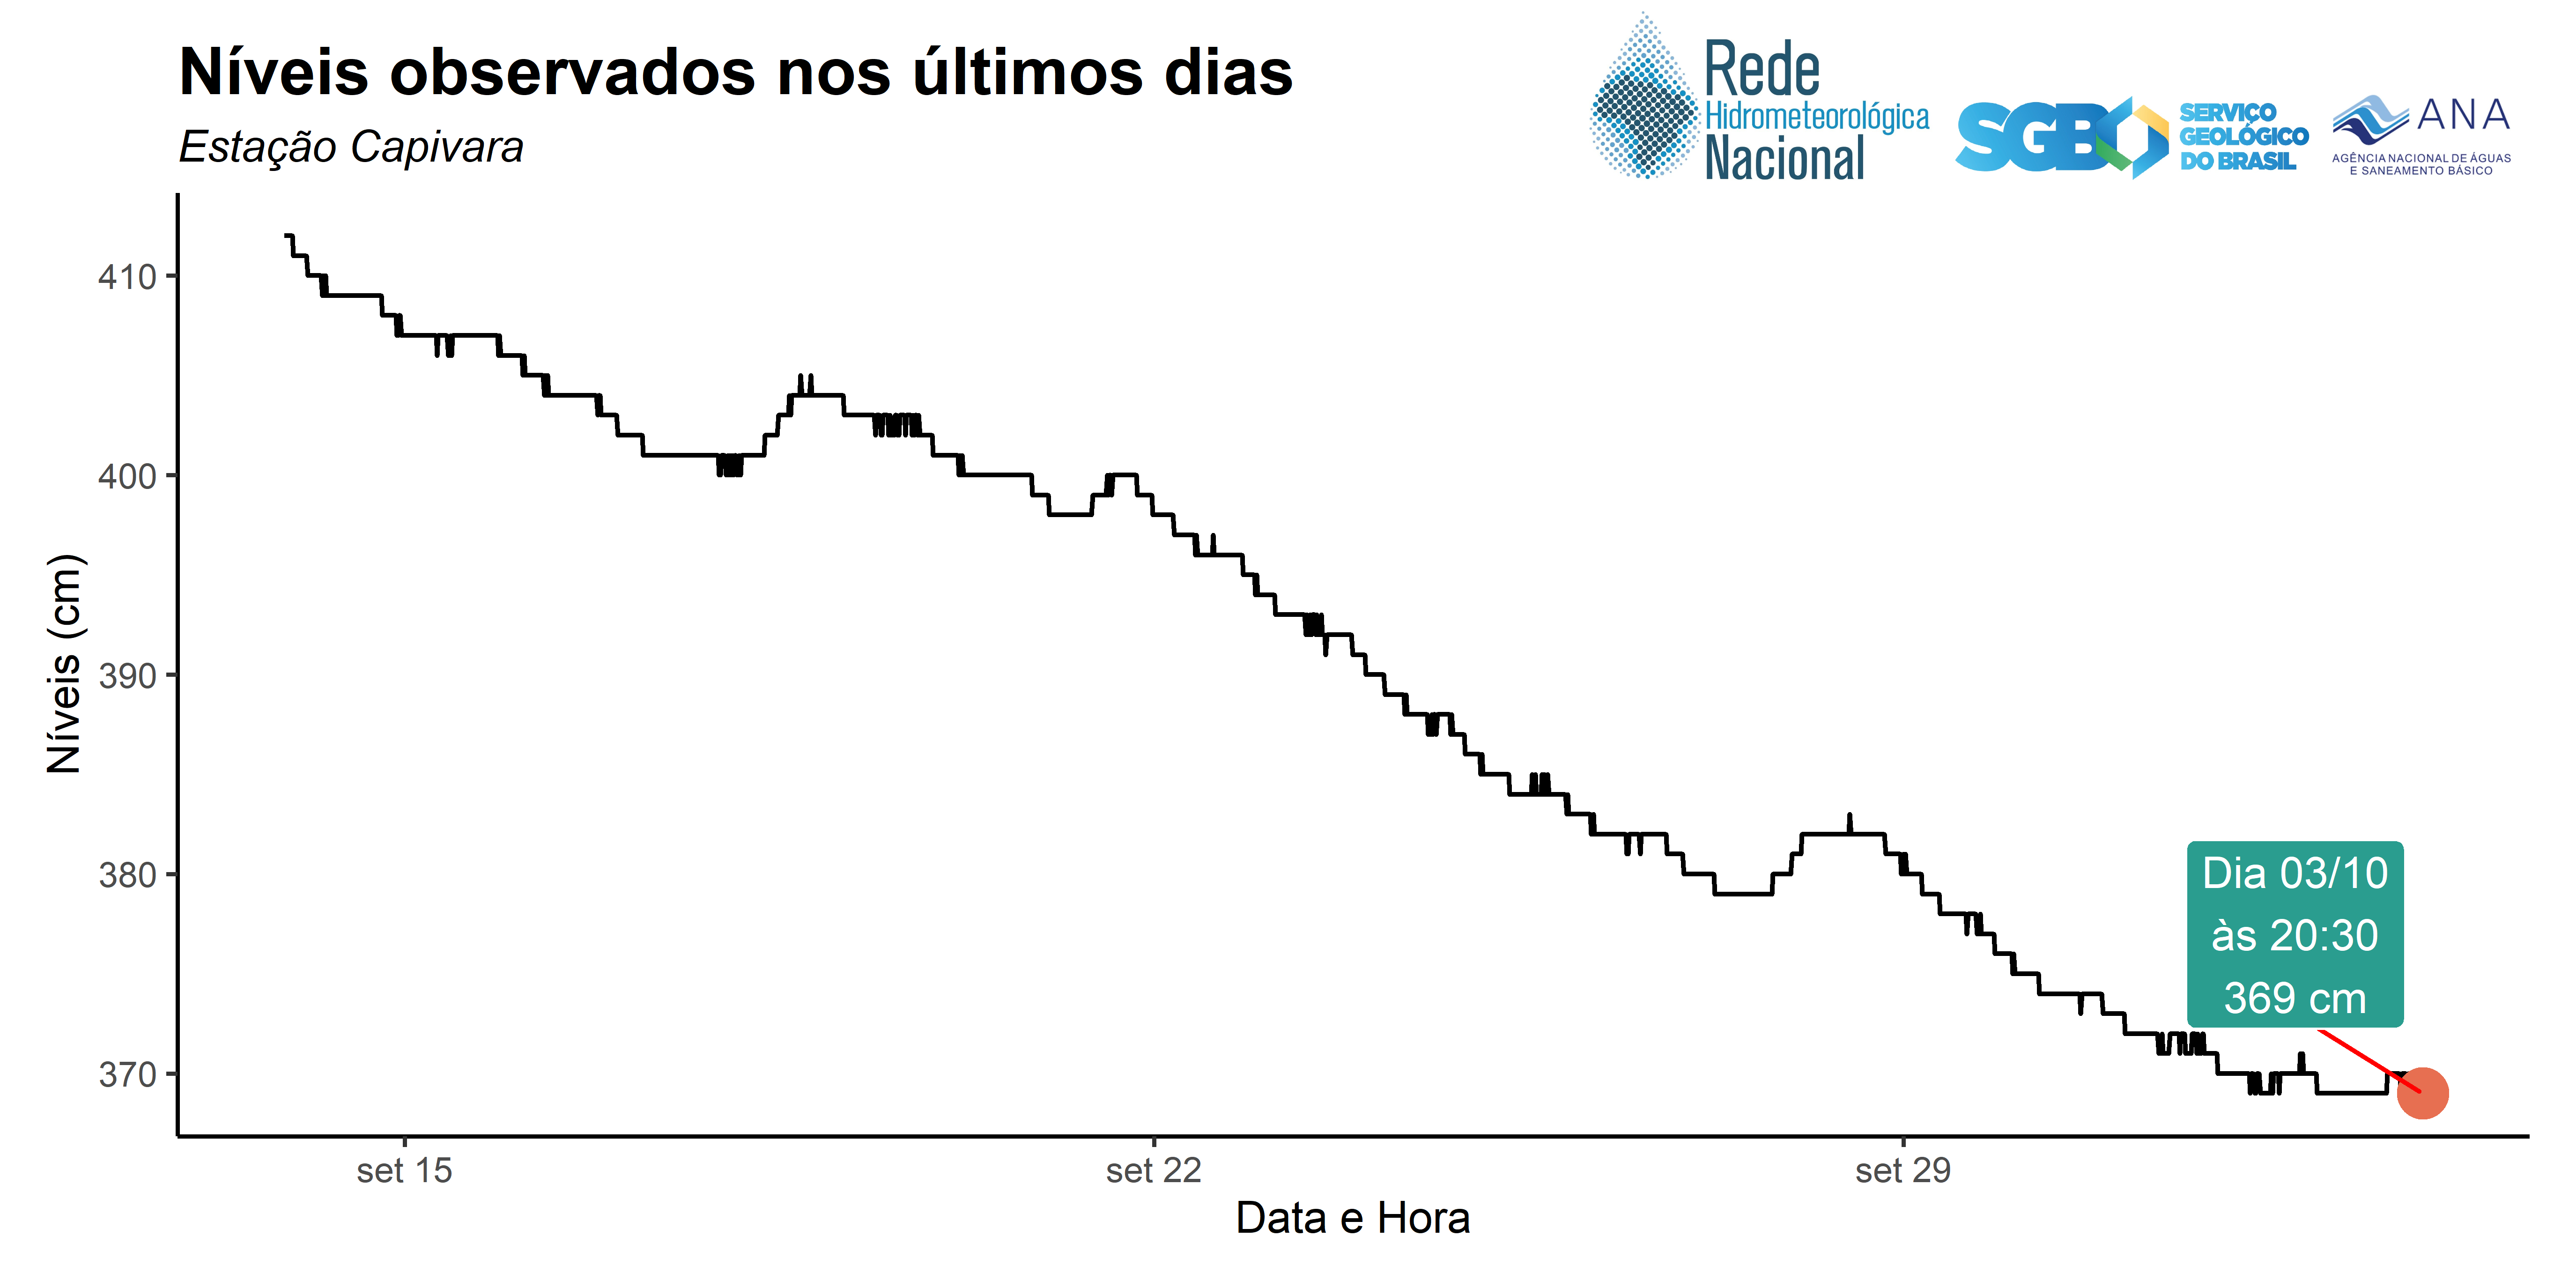 Níveis observados nos últimos dias
Estação Capivara
Rede
Hidrometeorológica
Nacional
SGB
SERVIÇO
GEOLÓGICO
DO BRASIL
ANA
AGÊNCIA NACIONAL DE ÁGUAS
E SANEAMENTO BÁSICO
Níveis (cm)
410
400
390
380
370
Dia 03/10
às 20:30
369 cm
set 15
set 22
set 29
Data e Hora